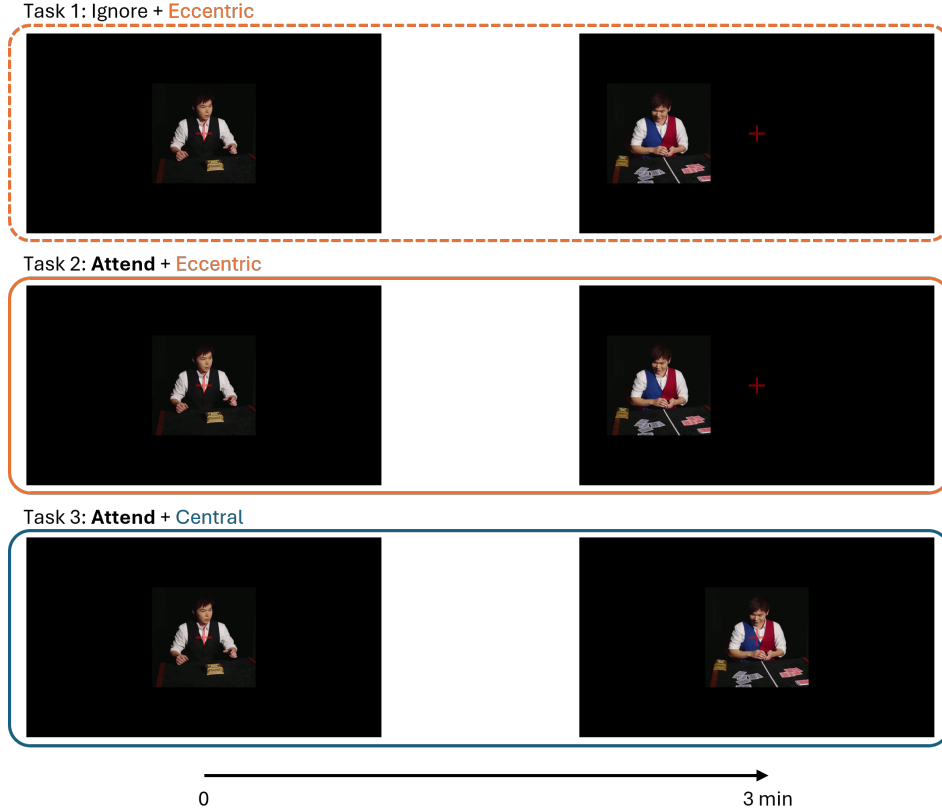 Task 1: Ignore + Eccentric
Task 2: Attend + Eccentric
Task 3: Attend + Central
0
3 min